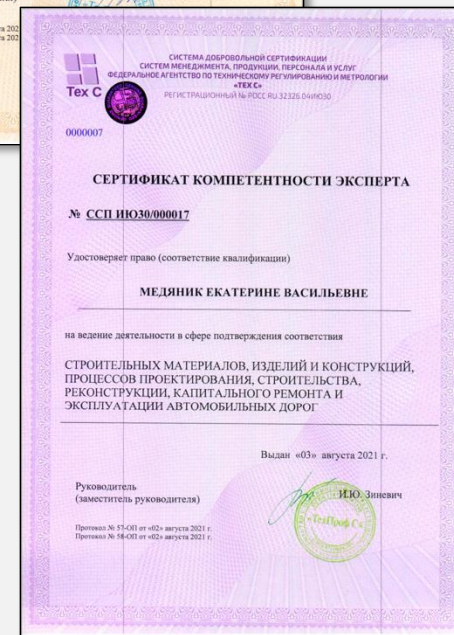 СИСТЕМА ДОБРОВОЛЬНОЙ СЕРТИФИКАЦИИ
СИСТЕМ МЕНЕДЖМЕНТА, ПРОДУКЦИИ, ПЕРСОНАЛА И УСЛУГ
ФЕДЕРАЛЬНОЕ АГЕНТСТВО ПО ТЕХНИЧЕСКОМУ РЕГУЛИРОВАНИЮ И МЕТРОЛОГИИ
«ТЕХ С»
РЕГИСТРАЦИОННЫЙ № РОСС RU.32326.04ИЮ30
Тех С
0000007
СЕРТИФИКАТ КОМПЕТЕНТНОСТИ ЭКСПЕРТА
№ ССП ИЮ30/000017
Удостоверяет право (соответствие квалификации)
МЕДЯНИК ЕКАТЕРИНЕ ВАСИЛЬЕВНЕ
на ведение деятельности в сфере подтверждения соответствия
СТРОИТЕЛЬНЫХ МАТЕРИАЛОВ, ИЗДЕЛИЙ И КОНСТРУКЦИЙ,
ПРОЦЕССОВ ПРОЕКТИРОВАНИЯ, СТРОИТЕЛЬСТВА,
РЕКОНСТРУКЦИИ, КАПИТАЛЬНОГО РЕМОНТА И
ЭКСПЛУАТАЦИИ АВТОМОБИЛЬНЫХ ДОРОГ
Выдан «03» августа 2021 г.
Руководитель
(заместитель руководителя)
И.Ю. Зиневич
«ТехПроф С»
Протокол № 57-ОП от «02» августа 2021 г.
Протокол № 58-ОП от «02» августа 2021 г.